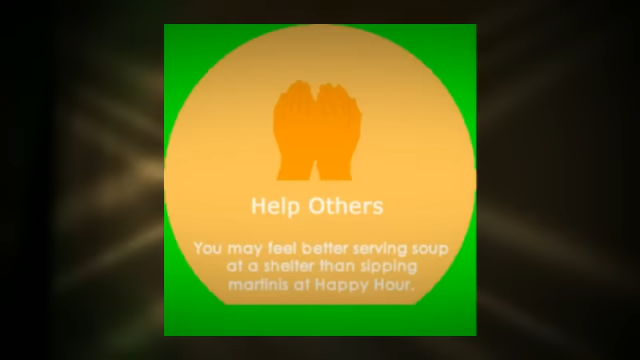 Help Others
You may feel better serving soup
at a shelter than sipping
martinis at Happy Hour.